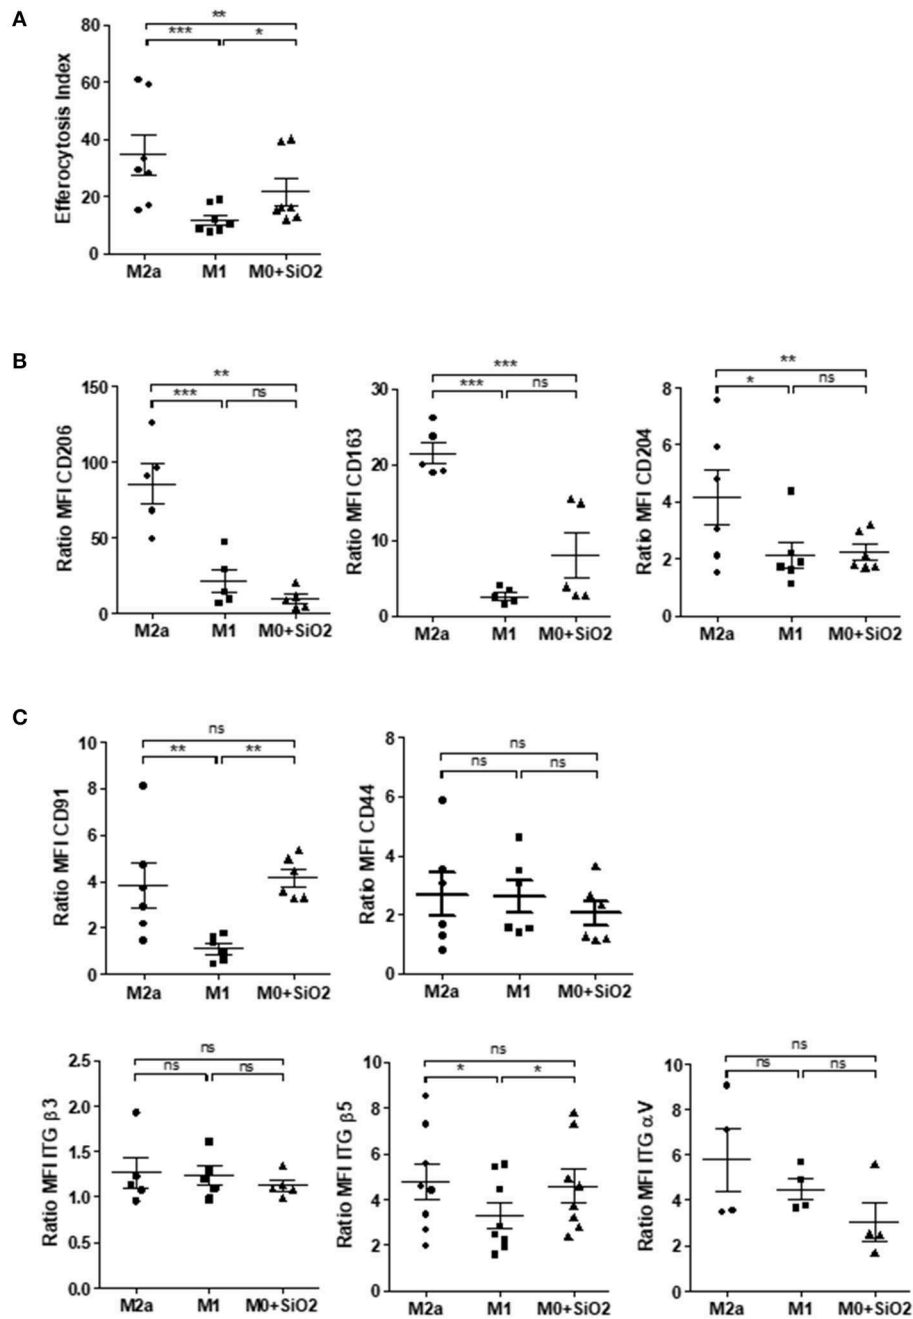 A
**
*** *
80
60
40
20
0
Efferocytosis Index
M2a M1 M0+SiO2
B
**
*** ns
150
100
50
0
Ratio MFI CD206
M2a M1 M0+SiO2
***
*** ns
30
20
10
0
Ratio MFI CD163
M2a M1 M0+SiO2
**
* ns
8
6
4
2
0
Ratio MFI CD204
M2a M1 M0+SiO2
C
ns
** **
10
8
6
4
2
0
Ratio MFI CD91
M2a M1 M0+SiO2
ns
ns ns
8
6
4
2
0
Ratio MFI CD44
M2a M1 M0+SiO2
ns
ns ns
2.5
2.0
1.5
1.0
0.5
0.0
Ratio MFI ITG β3
M2a M1 M0+SiO2
ns
* *
10
8
6
4
2
0
Ratio MFI ITG β5
M2a M1 M0+SiO2
ns
ns ns
10
8
6
4
2
0
Ratio MFI ITG αV
M2a M1 M0+SiO2